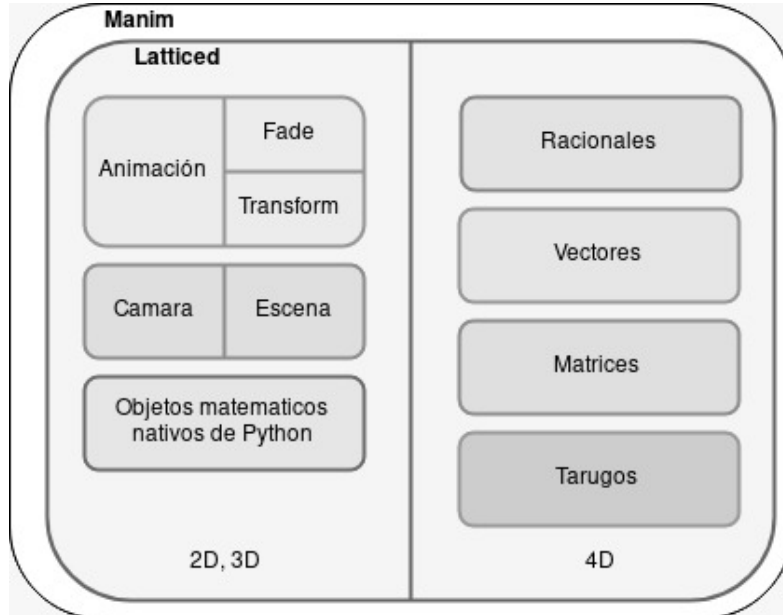 Manim
Latticed
Animación
Fade
Transform
Camara
Escena
Objetos matematicos
nativos de Python
2D, 3D
Racionales
Vectores
Matrices
Tarugos
4D